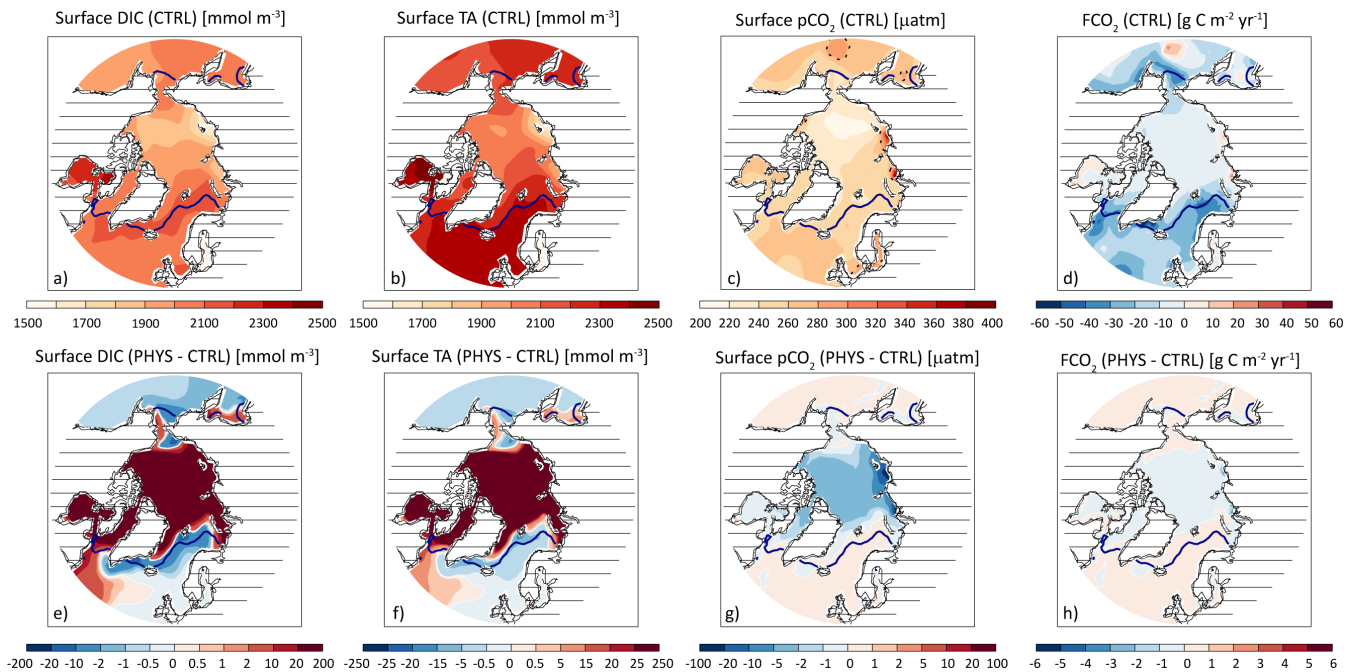 Surface DIC (CTRL) [mmol m-3]
Surface TA (CTRL) [mmol m-3]
Surface pCO2 (CTRL) [μatm]
FCO2 (CTRL) [g C m-2 yr-1]
a)
b)
c)
d)
1500 1700 1900 2100 2300 2500
1500 1700 1900 2100 2300 2500
200 220 240 260 280 300 320 340 360 380 400
-60 -50 -40 -30 -20 -10 0 10 20 30 40 50 60
Surface DIC (PHYS - CTRL) [mmol m-3]
Surface TA (PHYS - CTRL) [mmol m-3]
Surface pCO2 (PHYS - CTRL) [μatm]
FCO2 (PHYS - CTRL) [g C m-2 yr-1]
e)
f)
g)
h)
-200 -20 -10 -2 -1 -0.5 0 0.5 1 2 10 20 200
-250 -25 -15 -5 -1 -0.5 0 0.5 1 5 15 25 250
-100 -20 -10 -5 -2 -1 0 1 2 5 10 20 100
-6 -5 -4 -3 -2 -1 0 1 2 3 4 5 6